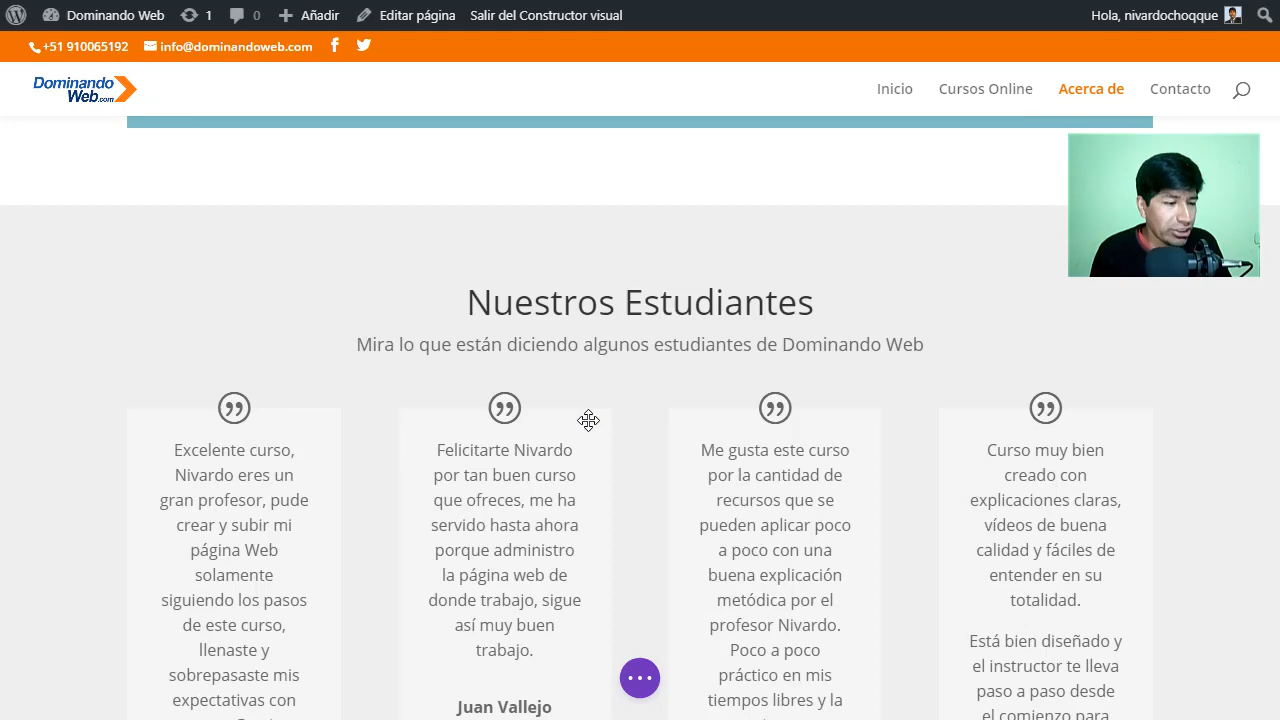 Dominando Web
1
0
Añadir
Editar página
Salir del Constructor visual
Hola, nivardochoqque
+51 910065192
info@dominandoweb.com
Dominando
Web.com
Inicio
Cursos Online
Acerca de
Contacto
Nuestros Estudiantes
Mira lo que están diciendo algunos estudiantes de Dominando Web
Excelente curso,
Nivardo eres un
gran profesor, pude
crear y subir mi
página Web
solamente
siguiendo los pasos
de este curso,
llenaste y
sobrepasaste mis
expectativas con
Felicitarte Nivardo
por tan buen curso
que ofreces, me ha
servido hasta ahora
porque administro
la página web de
donde trabajo, sigue
así muy buen
trabajo.
Juan Vallejo
Me gusta este curso
por la cantidad de
recursos que se
pueden aplicar poco
a poco con una
buena explicación
metódica por el
profesor Nivardo.
Poco a poco
práctico en mis
tiempos libres y la
Curso muy bien
creado con
explicaciones claras,
vídeos de buena
calidad y fáciles de
entender en su
totalidad.
Está bien diseñado y
el instructor te lleva
paso a paso desde
el comienzo para